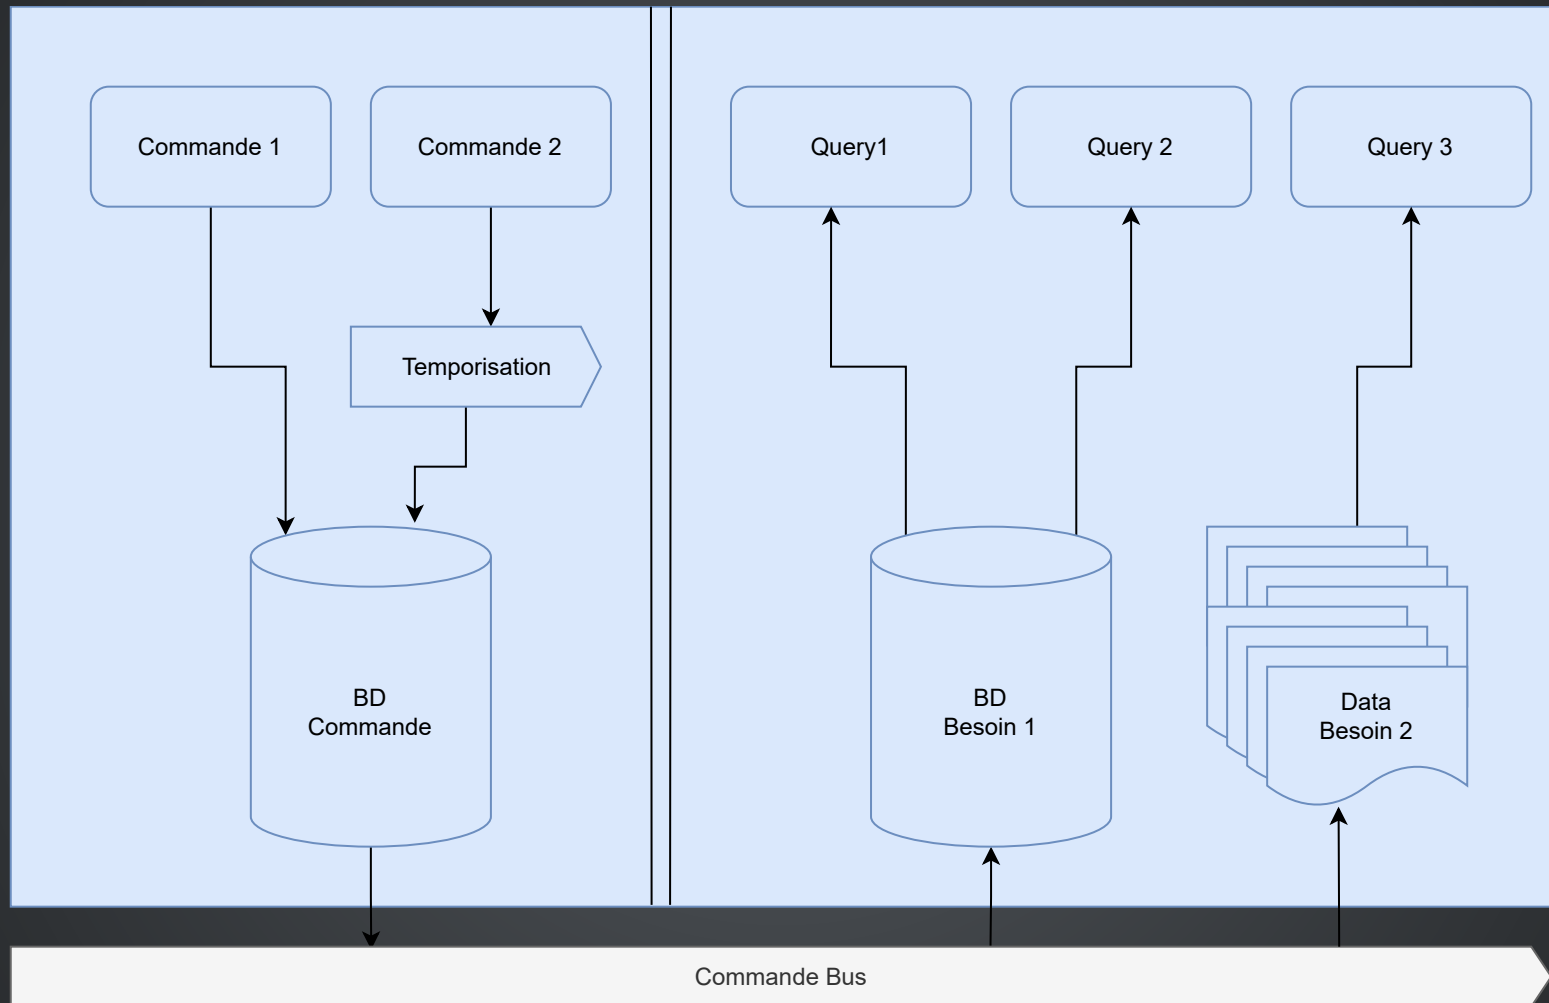 Commande 1
Commande 2
Query1
Query 2
Query 3
Temporisation
BD
Commande
BD
Besoin 1
Data
Besoin 2
Commande Bus